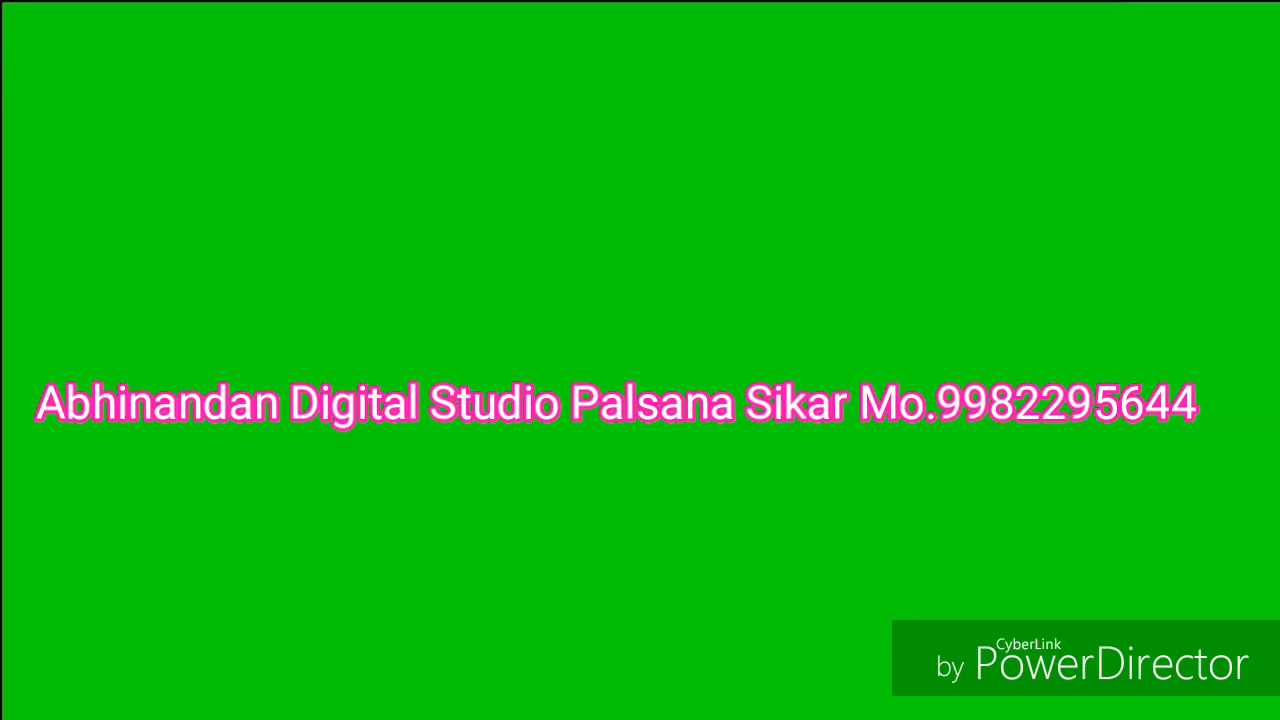 Abhinandan Digital Studio Palsana Sikar Mo.9982295644
CyberLink
by PowerDirector